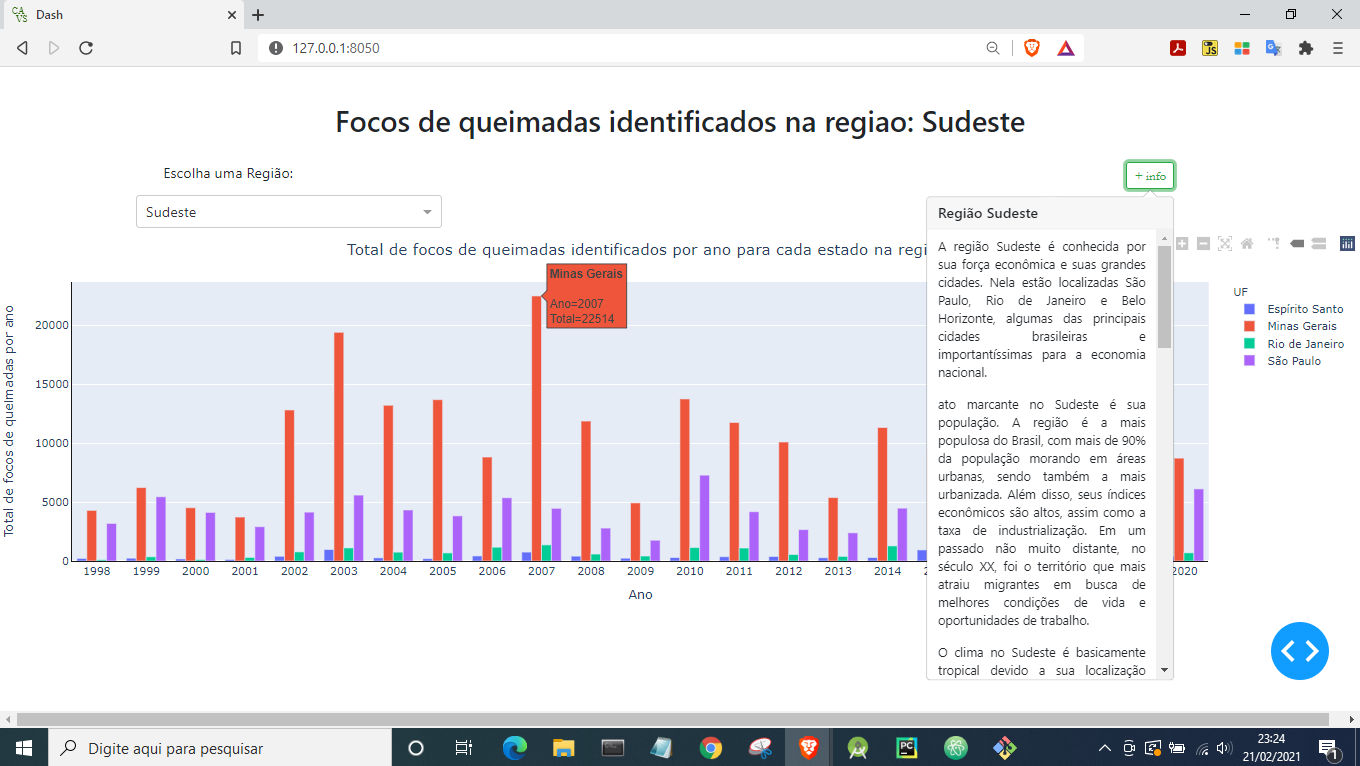 CA
VS
Dash
127.0.0.1:8050
JS
Focos de queimadas identificados na regiao: Sudeste
Escolha uma Região:
+ info
Sudeste
Região Sudeste
Total de focos de queimadas identificados por ano para cada estado na regi
A região Sudeste é conhecida por
sua força econômica e suas grandes
cidades. Nela estão localizadas São
Paulo, Rio de Janeiro e Belo
Horizonte, algumas das principais
cidades brasileiras e
importantíssimas para a economia
nacional.
ato marcante no Sudeste é sua
população. A região é a mais
populosa do Brasil, com mais de 90%
da população morando em áreas
urbanas, sendo também a mais
urbanizada. Além disso, seus índices
econômicos são altos, assim como a
taxa de industrialização. Em um
passado não muito distante, no
século XX, foi o território que mais
atraiu migrantes em busca de
melhores condições de vida e
oportunidades de trabalho.
O clima no Sudeste é basicamente
tropical devido a sua localização
Minas Gerais
Ano=2007
Total=22514
UF
Espírito Santo
Minas Gerais
Rio de Janeiro
São Paulo
Total de focos de queimadas por ano
20000
15000
10000
5000
0
1998 1999 2000 2001 2002 2003 2004 2005 2006 2007 2008 2009 2010 2011 2012 2013 2014 2 2020
Ano
Digite aqui para pesquisar
PC
23:24
21/02/2021
1